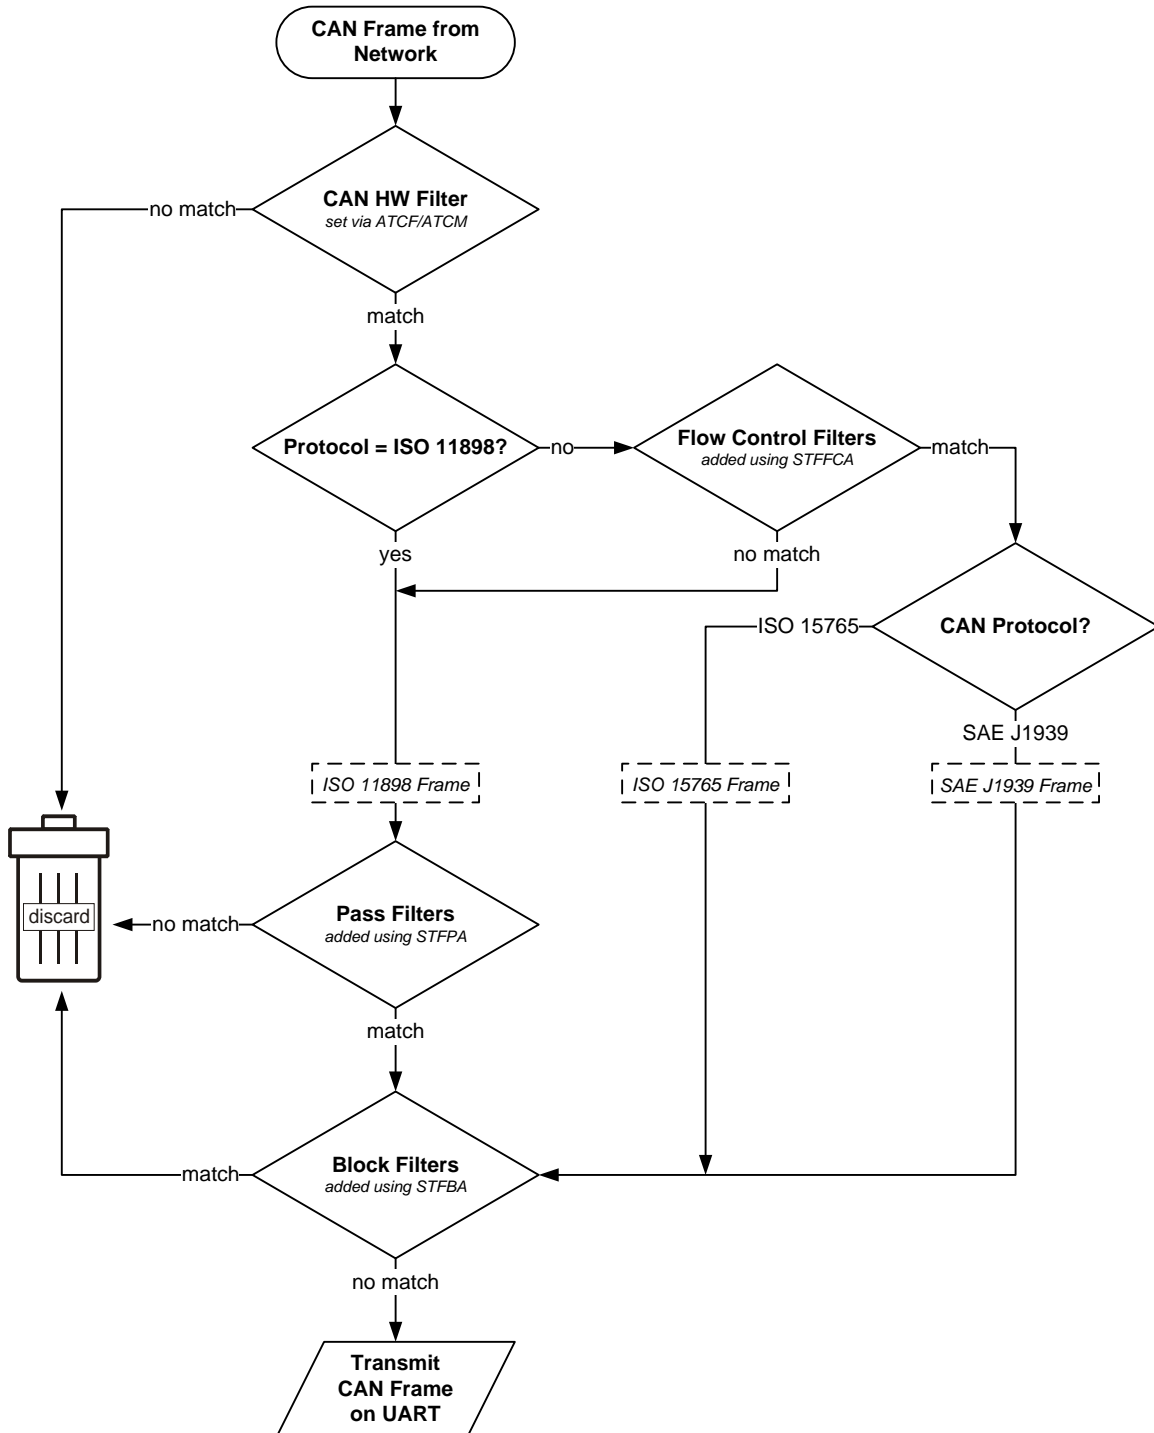 CAN Frame from
Network
CAN HW Filter
set via ATCF/ATCM
no match
match
Protocol = ISO 11898?
no
Flow Control Filters
added using STFFCA
match
yes
no match
ISO 15765
CAN Protocol?
SAE J1939
ISO 11898 Frame
ISO 15765 Frame
SAE J1939 Frame
discard
no match
Pass Filters
added using STFPA
match
match
Block Filters
added using STFBA
no match
Transmit
CAN Frame
on UART